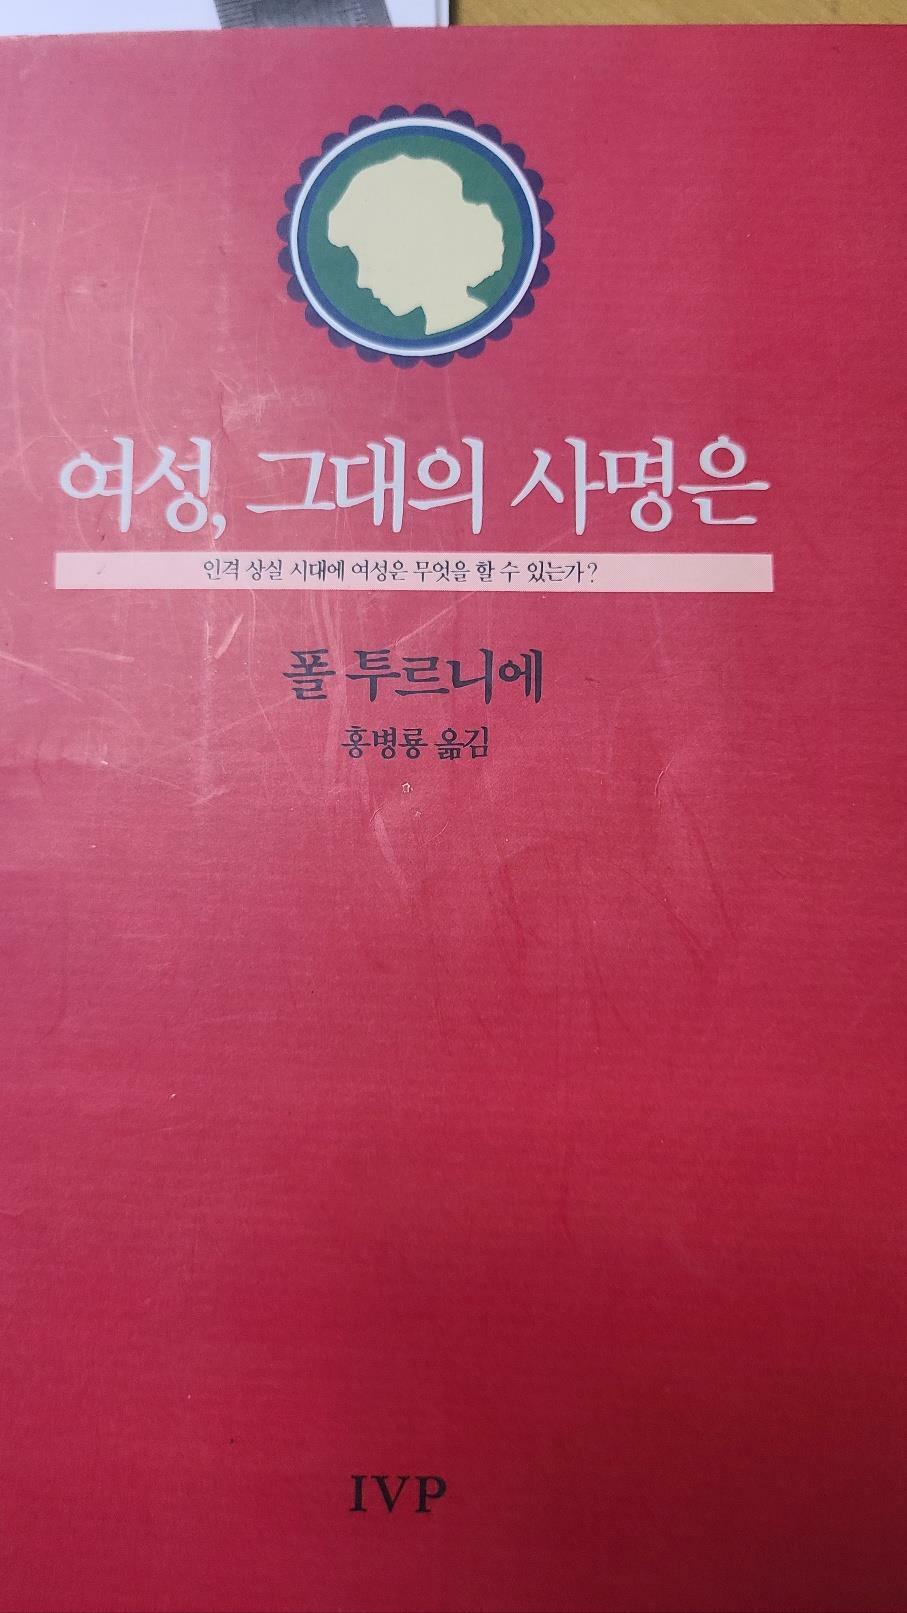 여성, 그대의 사명은
인격 상실 시대에 여성은 무엇을 할 수 있는가?
폴 투르니에
홍병룡 옮김
IVP